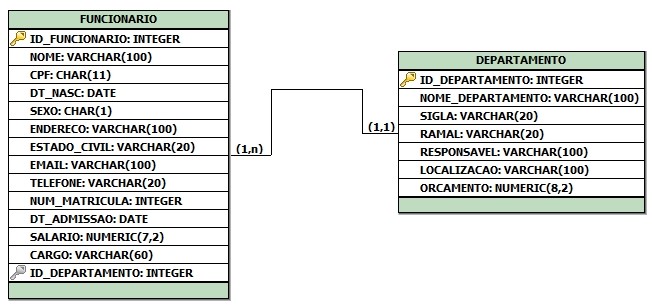 FUNCIONARIO
ID_FUNCIONARIO: INTEGER
NOME: VARCHAR(100)
CPF: CHAR(11)
DT_NASC: DATE
SEXO: CHAR(1)
ENDERECO: VARCHAR(100)
ESTADO_CIVIL: VARCHAR(20)
EMAIL: VARCHAR(100)
TELEFONE: VARCHAR(20)
NUM_MATRICULA: INTEGER
DT_ADMISSAO: DATE
SALARIO: NUMERIC(7,2)
CARGO: VARCHAR(60)
ID_DEPARTAMENTO: INTEGER
(1,n)
(1,1)
DEPARTAMENTO
ID_DEPARTAMENTO: INTEGER
NOME_DEPARTAMENTO: VARCHAR(100)
SIGLA: VARCHAR(20)
RAMAL: VARCHAR(20)
RESPONSAVEL: VARCHAR(100)
LOCALIZACAO: VARCHAR(100)
ORCAMENTO: NUMERIC(8,2)